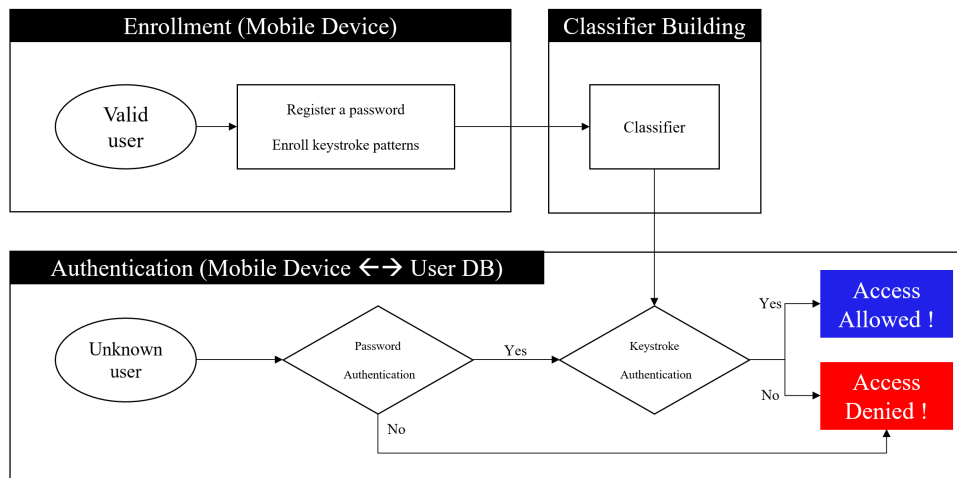 Enrollment (Mobile Device)
Classifier Building
Valid
user
Register a password
Enroll keystroke patterns
Classifier
Authentication (Mobile Device ←→ User DB)
Unknown
user
Password
Authentication
Yes
No
Keystroke
Authentication
Yes
No
Access
Allowed !
Access
Denied !